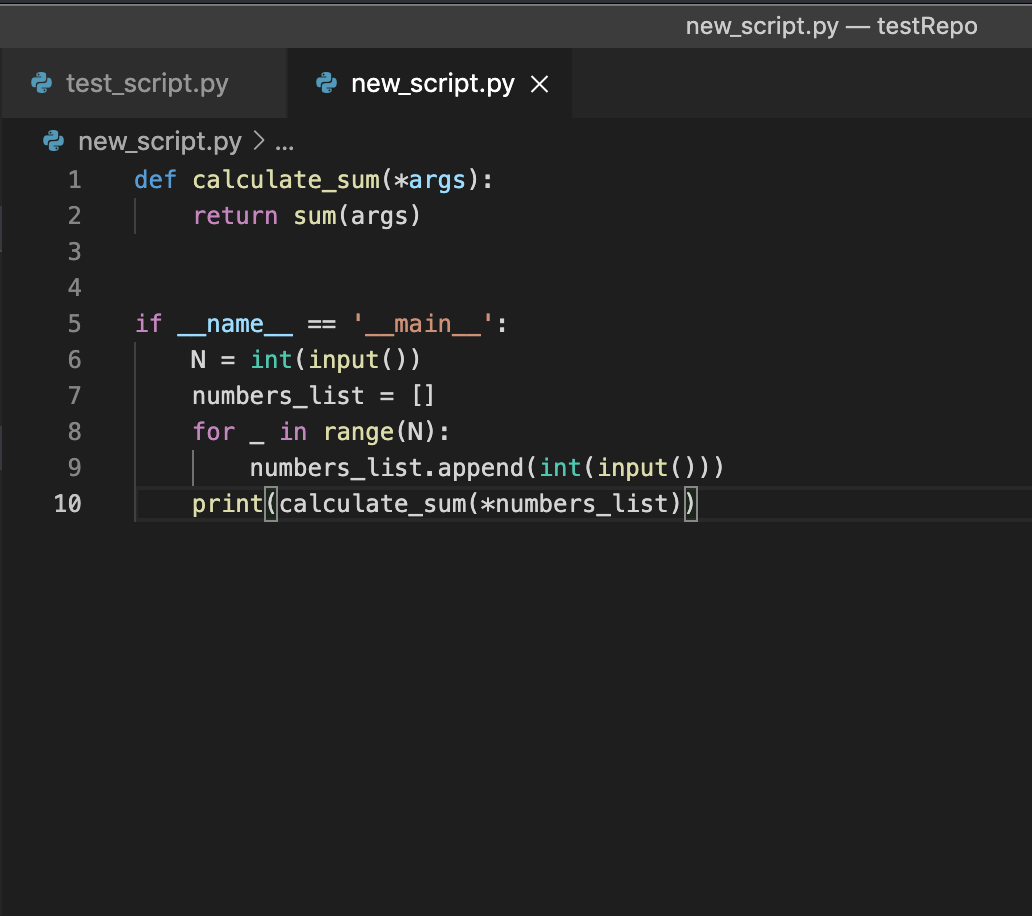 new_script.py — testRepo
test_script.py new_script.py ×
new_script.py > ...
1 def calculate_sum(*args):
2     return sum(args)
3
4
5 if __name__ == '__main__':
6     N = int(input())
7     numbers_list = []
8     for _ in range(N):
9         numbers_list.append(int(input()))
10     print(calculate_sum(*numbers_list))